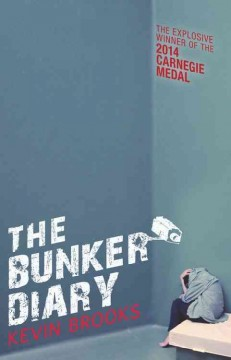 THE EXPLOSIVE
WINNER OF THE
2014
CARNEGIE
MEDAL
THE
BUNKER
DIARY
KEVIN BROOKS